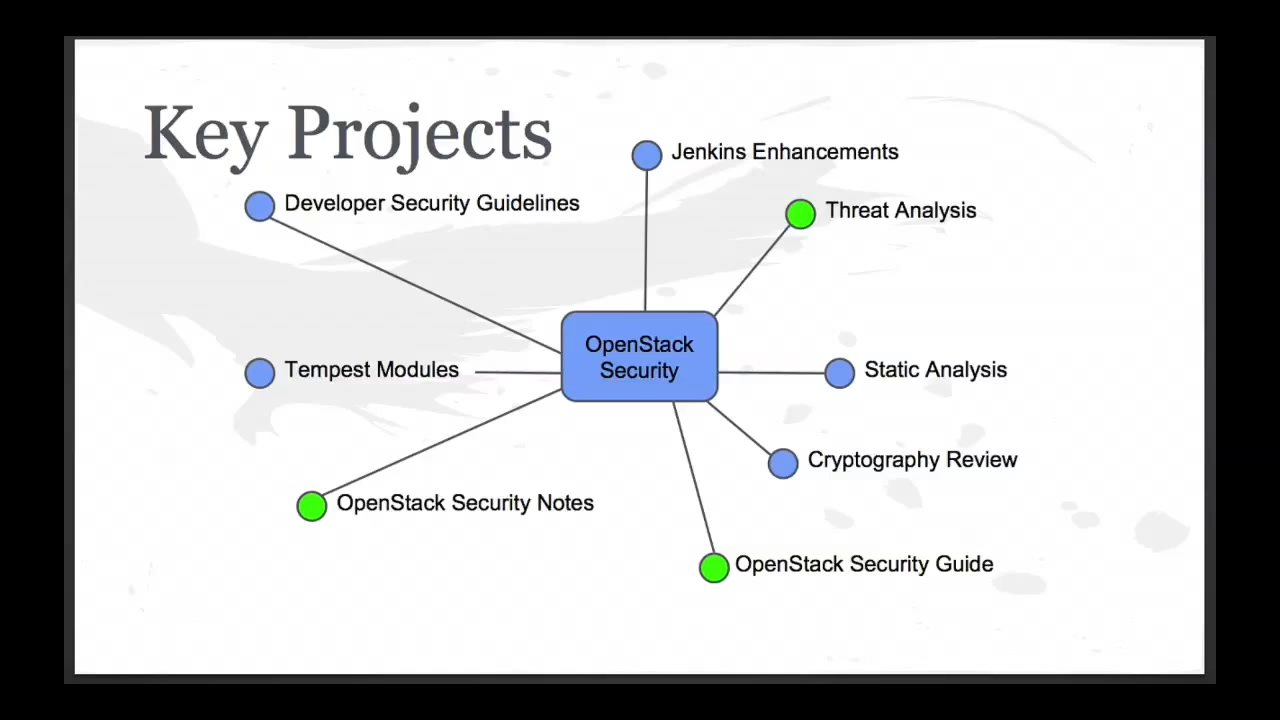 Key Projects
Jenkins Enhancements
Developer Security Guidelines
Threat Analysis
OpenStack
Security
Tempest Modules
Static Analysis
Cryptography Review
OpenStack Security Notes
OpenStack Security Guide